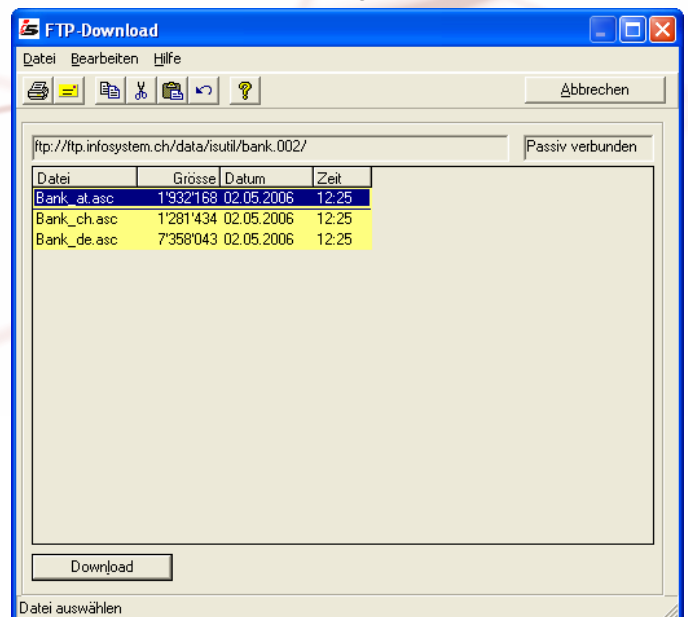 FTP-Download
Datei Bearbeiten Hilfe
Abbrechen
ftp://ftp.infosystem.ch/data/isutil/bank.002/ Passiv verbunden
Datei Grösse Datum Zeit
Bank_at.asc 1'932'168 02.05.2006 12:25
Bank_ch.asc 1'281'434 02.05.2006 12:25
Bank_de.asc 7'358'043 02.05.2006 12:25
Download
Datei auswählen